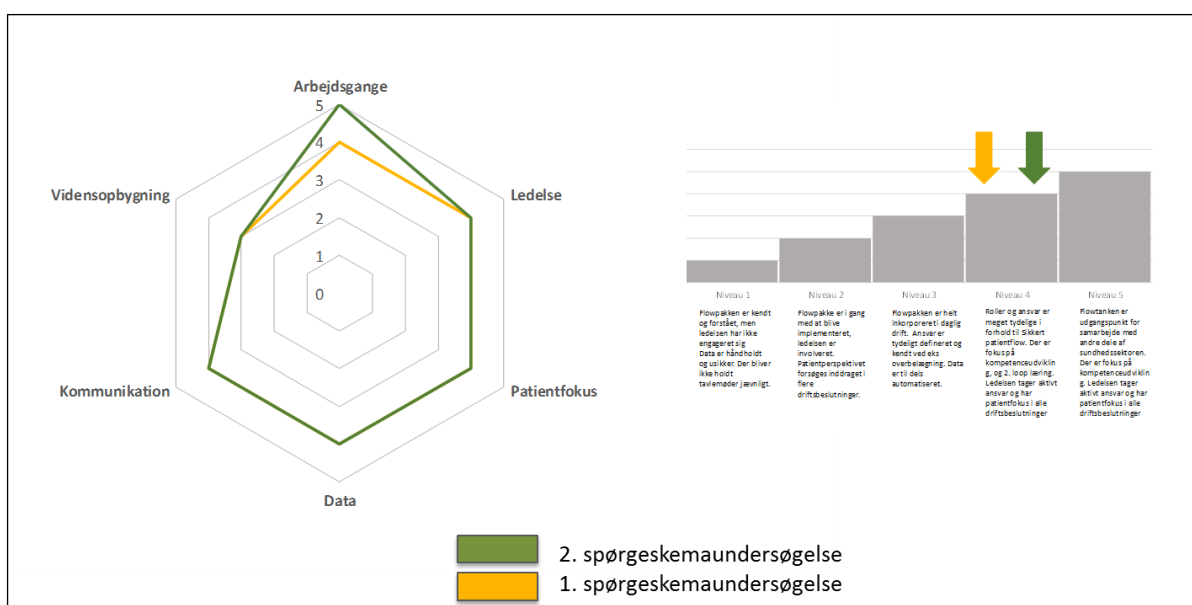 Arbejdsgange
5
4
3
2
1
0
Ledelse
Patientfokus
Data
Kommunikation
Vidensopbygning
Niveau 1
Flowpakken er kendt
og forstået, men
ledelsen har ikke
engageret sig
Data er håndholdt
og usikker. Der bliver
ikke holdt
tavlemøder jævnligt.
Niveau 2
Flowpakke er i gang
med at blive
implementeret,
ledelsen er
involveret.
Patientperspektivet
forsøges inddraget i
flere
driftsbeslutninger.
Niveau 3
Flowpakken er helt
inkorporeret i daglig
drift. Ansvar er
tydeligt defineret og
kendt ved eks
overbelægning. Data
er til dels
automatiseret.
Niveau 4
Roller og ansvar er
meget tydelige i
forhold til Sikkert
patientflow. Der er
fokus på
kompetenceudviklin
g, og 2. loop læring.
Ledelsen tager aktivt
ansvar og har
patientfokus i alle
driftsbeslutninger
Niveau 5
Flowtanken er
udgangspunkt for
samarbejde med
andre dele af
sundhedssektoren.
Der er fokus på
kompetenceudviklin
g. Ledelsen tager
aktivt ansvar og har
patientfokus i alle
driftsbeslutninger
2. spørgeskemaundersøgelse
1. spørgeskemaundersøgelse